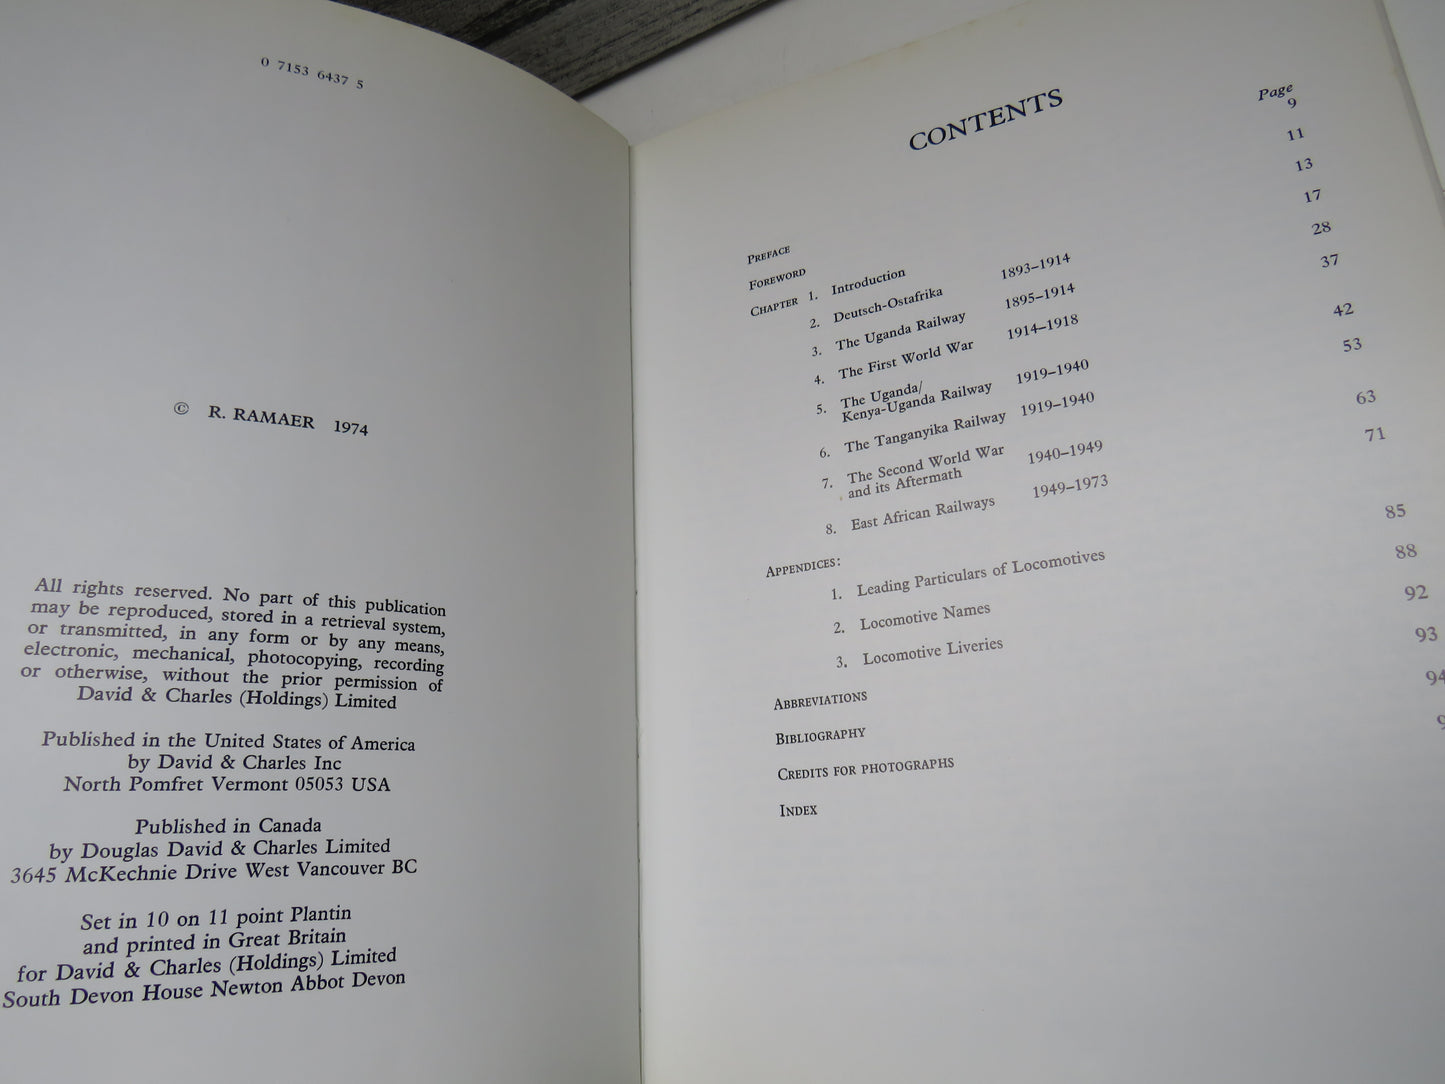 0 7153 6437 5
© R. RAMAER 1974
All rights reserved. No part of this publication
may be reproduced, stored in a retrieval system,
or transmitted, in any form or by any means,
electronic, mechanical, photocopying, recording
or otherwise, without the prior permission of
David & Charles (Holdings) Limited
Published in the United States of America
by David & Charles Inc
North Pomfret Vermont 05053 USA
Published in Canada
by Douglas David & Charles Limited
3645 McKechnie Drive West Vancouver BC
Set in 10 on 11 point Plantin
and printed in Great Britain
for David & Charles (Holdings) Limited
South Devon House Newton Abbot Devon
CONTENTS
Page
PREFACE 9
FOREWORD 11
CHAPTER 1. Introduction 13
2. Deutsch-Ostafrika 1893–1914 17
3. The Uganda Railway 1895–1914 28
4. The First World War 1914–1918 37
5. The Uganda/
Kenya-Uganda Railway 1919–1940 42
6. The Tanganyika Railway 1919–1940 53
7. The Second World War
and its Aftermath 1940–1949 63
8. East African Railways 1949–1973 71
APPENDICES:
1. Leading Particulars of Locomotives 85
2. Locomotive Names 88
3. Locomotive Liveries 92
ABBREVIATIONS 93
BIBLIOGRAPHY 94
CREDITS FOR PHOTOGRAPHS
INDEX